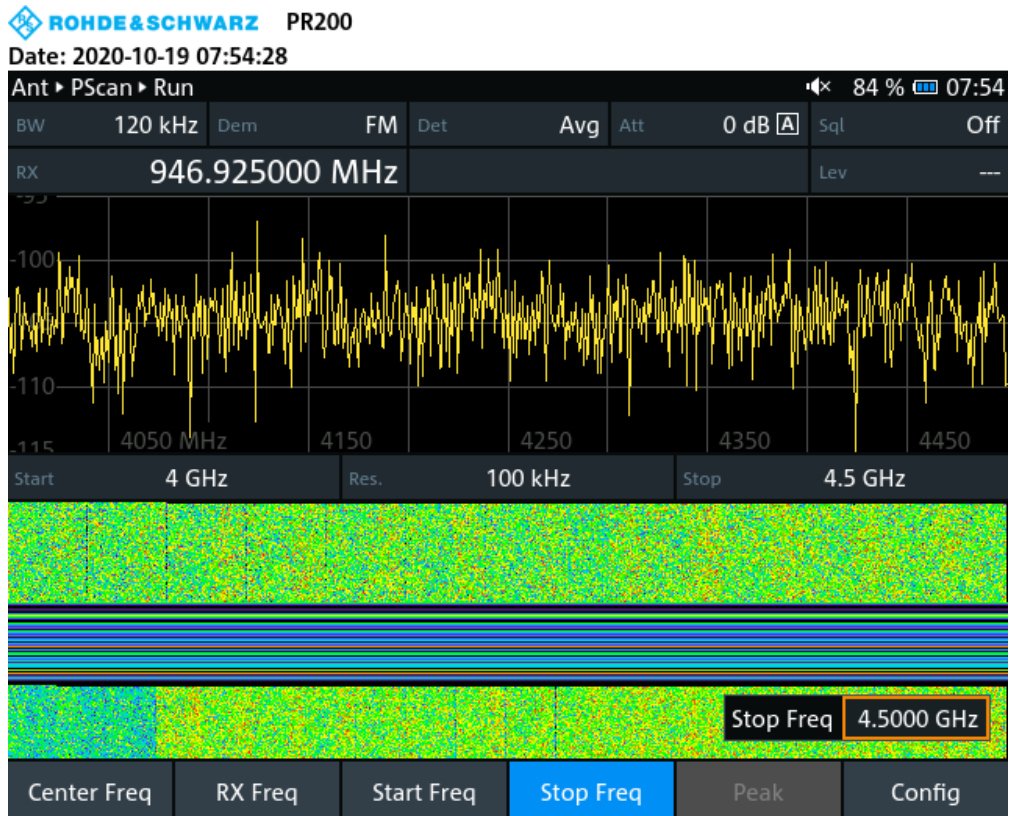 ROHDE&SCHWARZ PR200
Date: 2020-10-19 07:54:28
Ant ▸ PScan ▸ Run 84 % 07:54
BW 120 kHz Dem FM Det Avg Att 0 dB A Sql Off
RX 946.925000 MHz Lev ---
-95
-100
-110
-115 4050 MHz 4150 4250 4350 4450
Start 4 GHz Res. 100 kHz Stop 4.5 GHz
Stop Freq 4.5000 GHz
Center Freq RX Freq Start Freq Stop Freq Peak Config